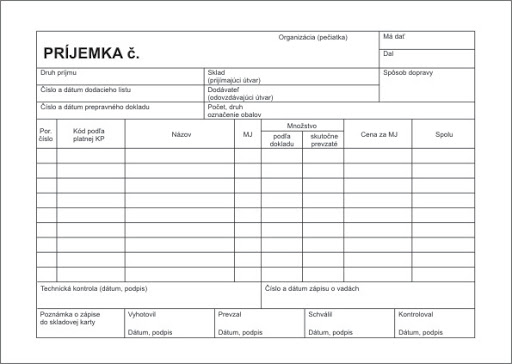 PRÍJEMKA č.
Organizácia (pečiatka)
Má dať
Dal
Druh príjmu
Sklad
(prijímajúci útvar)
Spôsob dopravy
Číslo a dátum dodacieho listu
Dodávateľ
(odovzdávajúci útvar)
Číslo a dátum prepravného dokladu
Počet, druh
označenie obalov
Por.
číslo
Kód podľa
platnej KP
Názov
MJ
Množstvo
podľa
dokladu
skutočne
prevzaté
Cena za MJ
Spolu
Technická kontrola (dátum, podpis)
Číslo a dátum zápisu o vadách
Poznámka o zápise
do skladovej karty
Vyhotovil
Dátum, podpis
Prevzal
Dátum, podpis
Schválil
Dátum, podpis
Kontroloval
Dátum, podpis